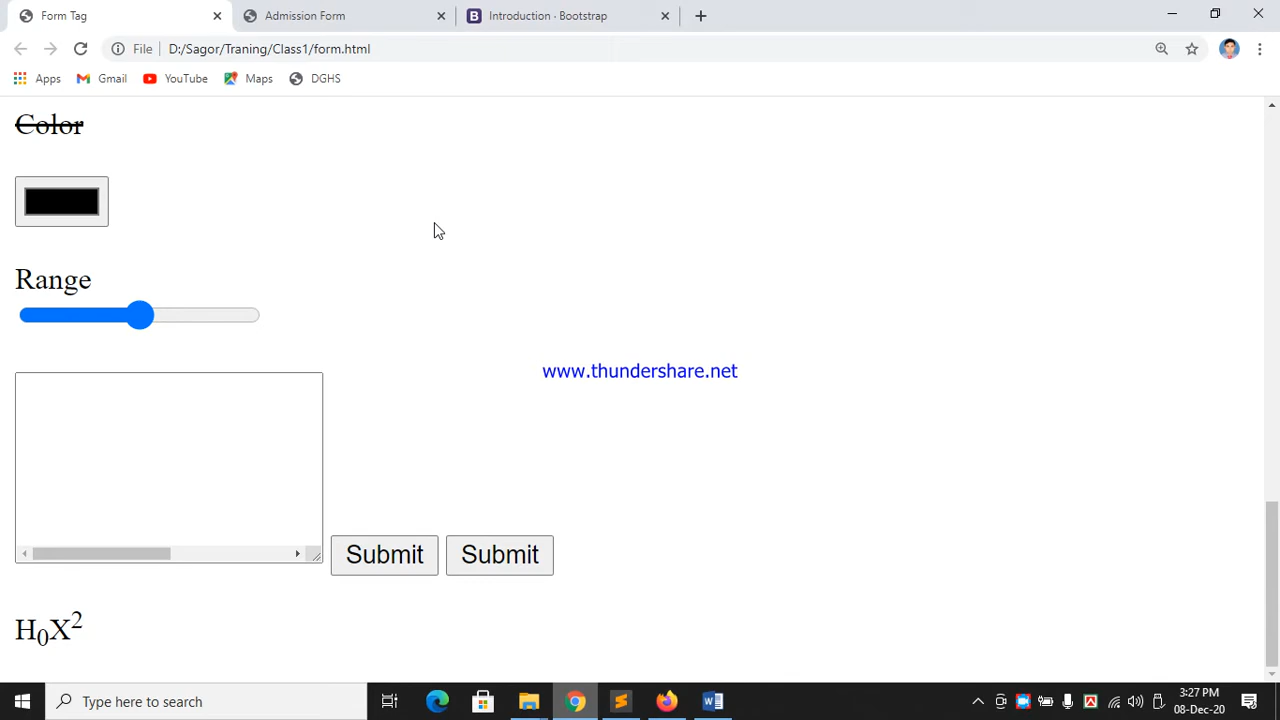 Form Tag
Admission Form
Introduction · Bootstrap
File
D:/Sagor/Traning/Class1/form.html
Apps
Gmail
YouTube
Maps
DGHS
Color
Range
www.thundershare.net
Submit
Submit
H₀X²
Type here to search
3:27 PM
08-Dec-20